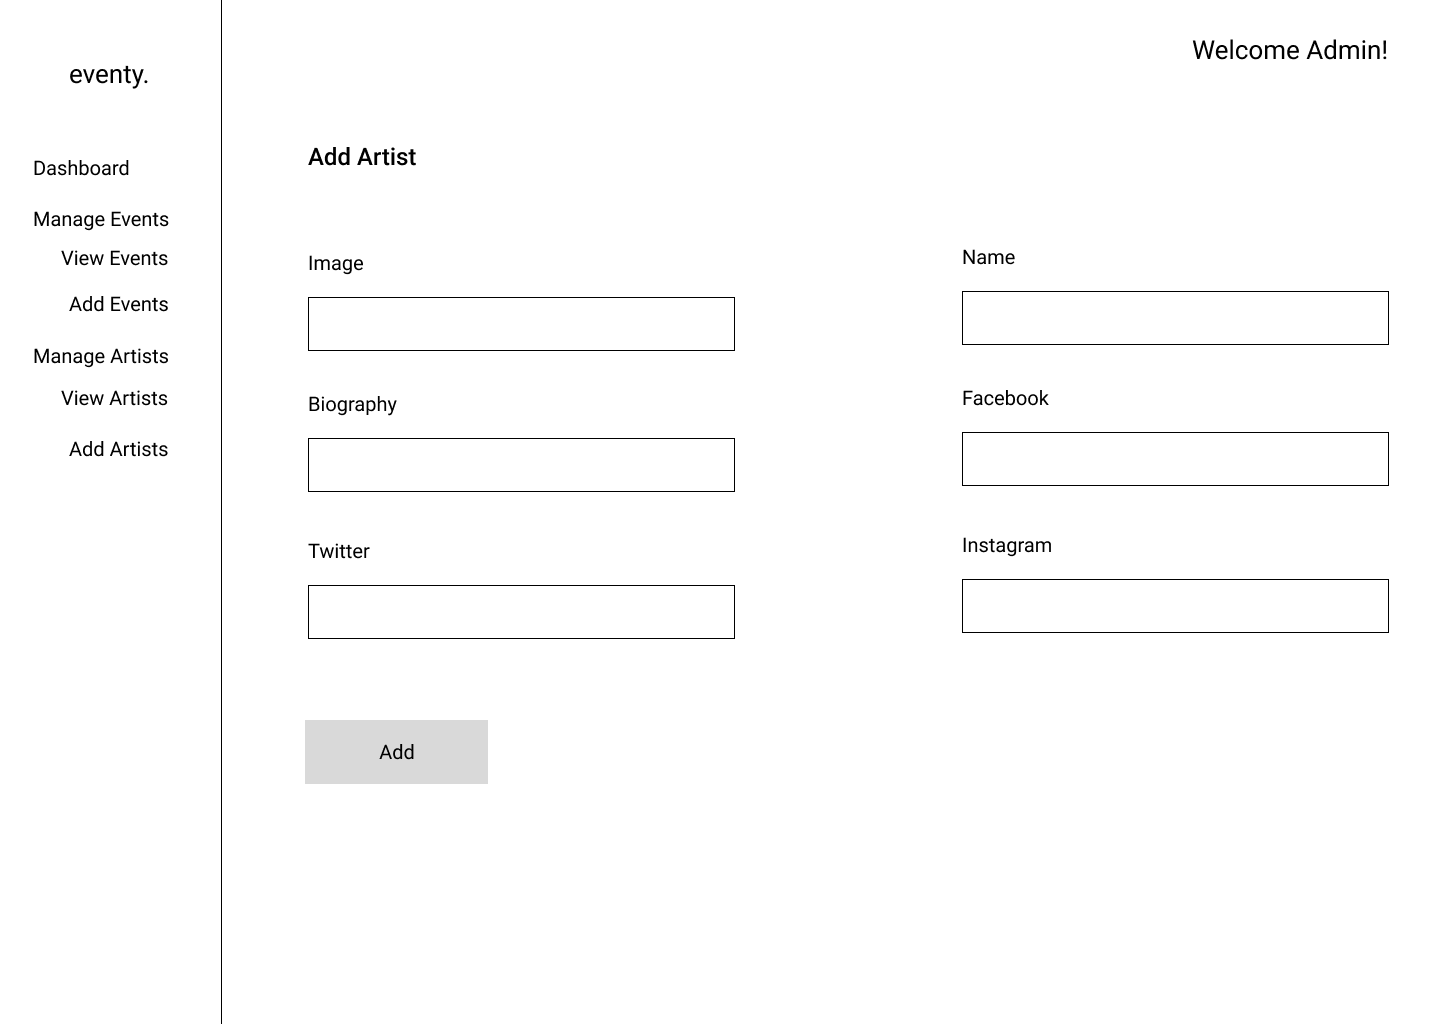 eventy.
Dashboard
Manage Events
View Events
Add Events
Manage Artists
View Artists
Add Artists
Welcome Admin!
Add Artist
Image
Name
Biography
Facebook
Twitter
Instagram
Add